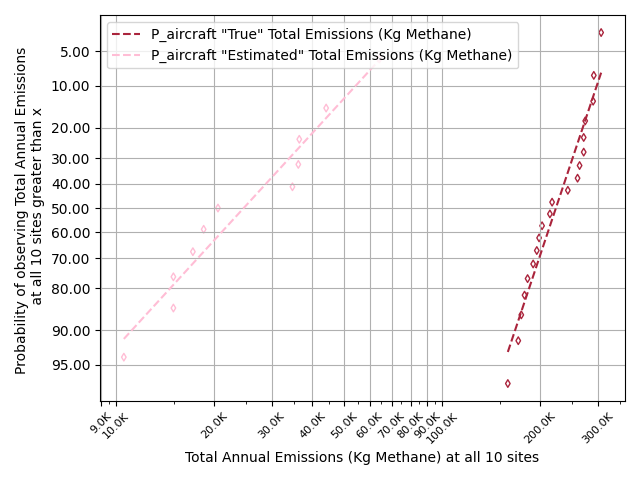 P_aircraft "True" Total Emissions (Kg Methane)
P_aircraft "Estimated" Total Emissions (Kg Methane)
Probability of observing Total Annual Emissions
at all 10 sites greater than x
5.00
10.00
20.00
30.00
40.00
50.00
60.00
70.00
80.00
90.00
95.00
9.0K
10.0K
20.0K
30.0K
40.0K
50.0K
60.0K
70.0K
80.0K
90.0K
100.0K
200.0K
300.0K
Total Annual Emissions (Kg Methane) at all 10 sites